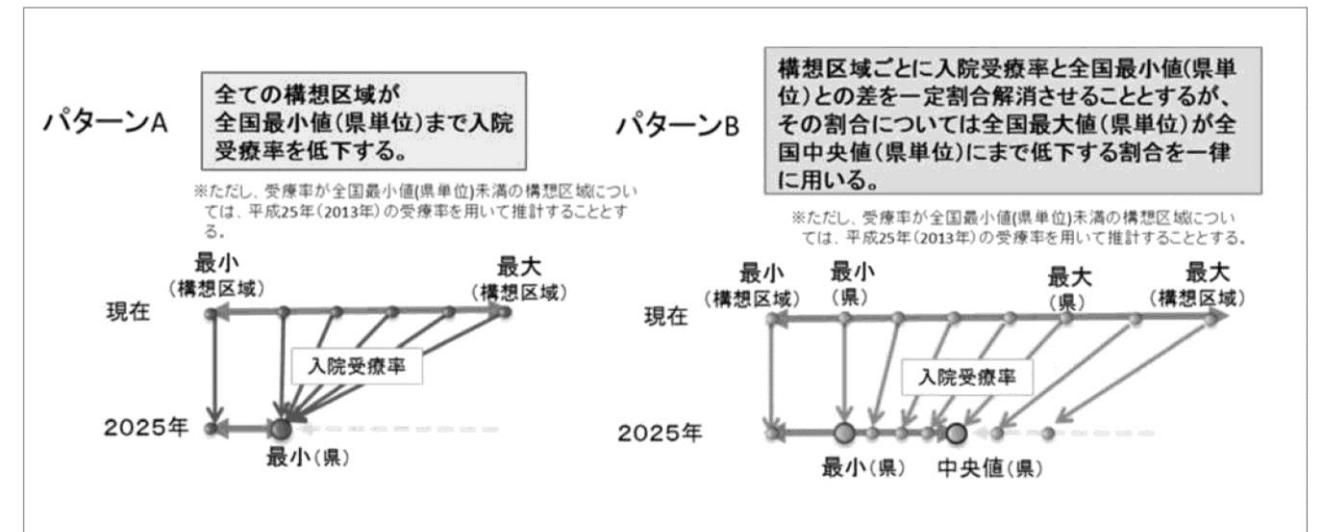 パターンA
全ての構想区域が
全国最小値(県単位)まで入院
受療率を低下する。
※ただし、受療率が全国最小値(県単位)未満の構想区域につい
ては、平成25年(2013年)の受療率を用いて推計することとす
る。
最小
(構想区域)
最大
(構想区域)
現在
入院受療率
2025年
最小(県)
パターンB
構想区域ごとに入院受療率と全国最小値(県単
位)との差を一定割合解消させることとするが、
その割合については全国最大値(県単位)が全
国中央値(県単位)にまで低下する割合を一律
に用いる。
※ただし、受療率が全国最小値(県単位)未満の構想区域につい
ては、平成25年(2013年)の受療率を用いて推計することとする。
最小
(構想区域)
最小
(県)
最大
(県)
最大
(構想区域)
現在
入院受療率
2025年
最小(県)
中央値(県)